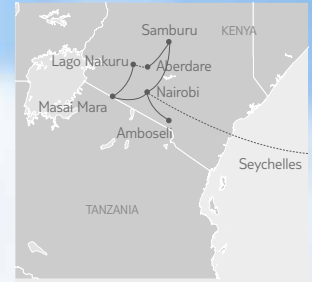 Samburu
KENYA
Lago Nakuru
Aberdare
Nairobi
Masai Mara
Amboseli
Seychelles
TANZANIA